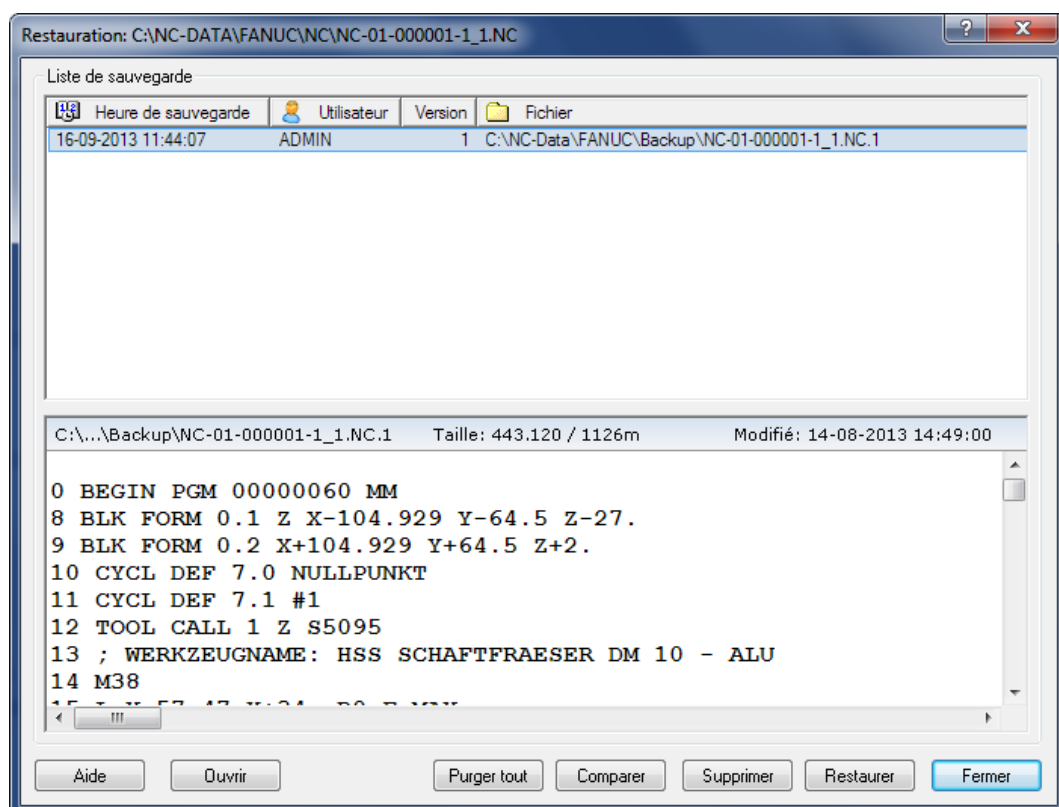 Restauration: C:\NC-DATA\FANUC\NC\NC-01-000001-1_1.NC
Liste de sauvegarde
Heure de sauvegarde Utilisateur Version Fichier
16-09-2013 11:44:07 ADMIN 1 C:\NC-Data\FANUC\Backup\NC-01-000001-1_1.NC.1
C:\...\Backup\NC-01-000001-1_1.NC.1 Taille: 443.120 / 1126m Modifié: 14-08-2013 14:49:00
0 BEGIN PGM 00000060 MM
8 BLK FORM 0.1 Z X-104.929 Y-64.5 Z-27.
9 BLK FORM 0.2 X+104.929 Y+64.5 Z+2.
10 CYCL DEF 7.0 NULLPUNKT
11 CYCL DEF 7.1 #1
12 TOOL CALL 1 Z S5095
13 ; WERKZEUGNAME: HSS SCHAFTFRAESER DM 10 - ALU
14 M38
Aide Ouvrir Purger tout Comparer Supprimer Restaurer Fermer